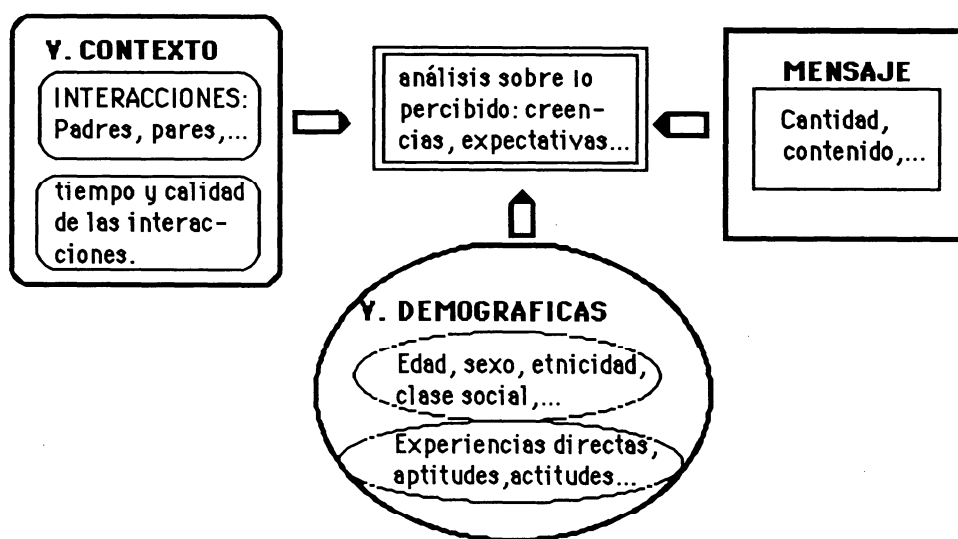 V. CONTEXTO
INTERACCIONES:
Padres, pares,...
tiempo y calidad
de las interac-
ciones.
análisis sobre lo
percibido: creen-
cias, expectativas...
MENSAJE
Cantidad,
contenido,...
V. DEMOGRAFICAS
Edad, sexo, etnicidad,
clase social,...
Experiencias directas,
aptitudes,actitudes...